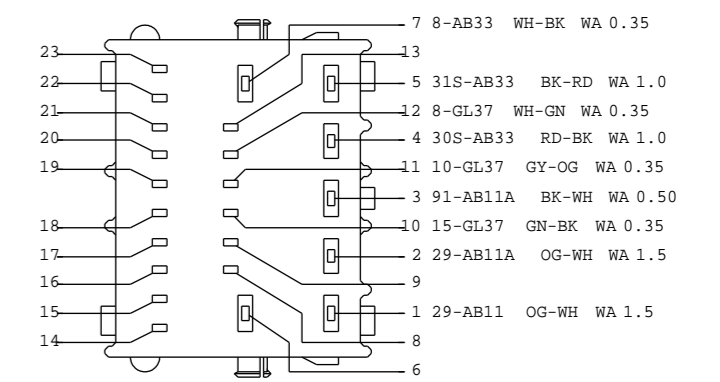 7 8-AB33 WH-BK WA 0.35
23 13
22 5 31S-AB33 BK-RD WA 1.0
21 12 8-GL37 WH-GN WA 0.35
20 4 30S-AB33 RD-BK WA 1.0
19 11 10-GL37 GY-OG WA 0.35
3 91-AB11A BK-WH WA 0.50
18 10 15-GL37 GN-BK WA 0.35
17 2 29-AB11A OG-WH WA 1.5
16 9
15 1 29-AB11 OG-WH WA 1.5
14 8
6